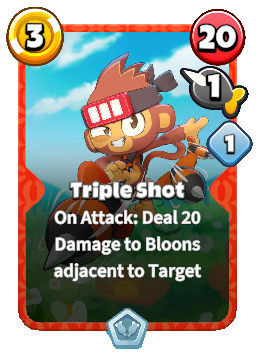 3
20
1
1
Triple Shot
On Attack: Deal 20
Damage to Bloons
adjacent to Target